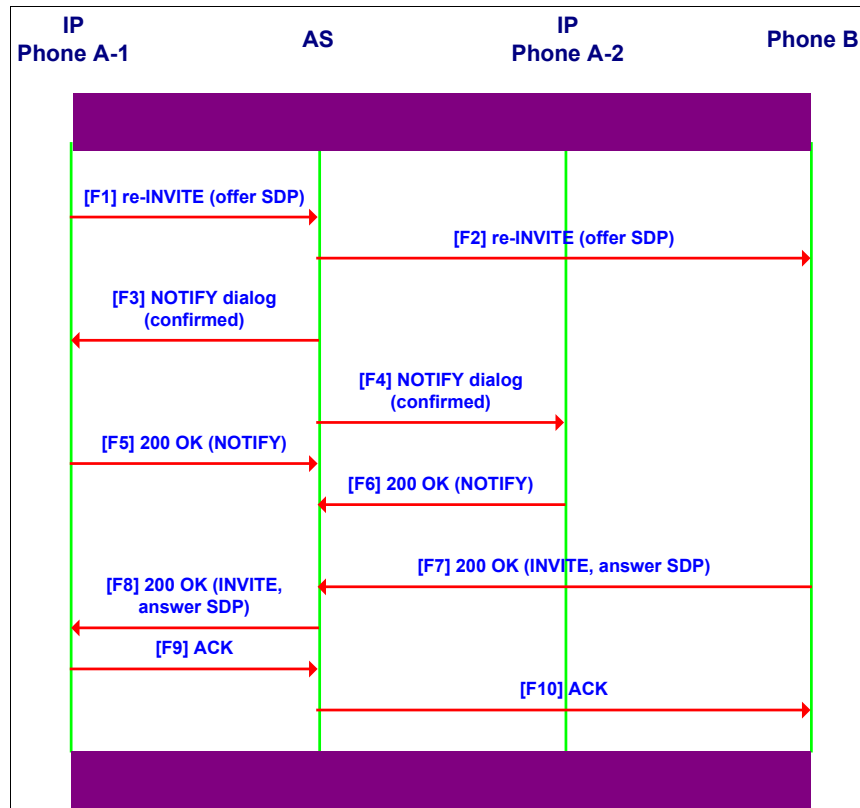 IP
Phone A-1
AS
IP
Phone A-2
Phone B
[F1] re-INVITE (offer SDP)
[F2] re-INVITE (offer SDP)
[F3] NOTIFY dialog
(confirmed)
[F4] NOTIFY dialog
(confirmed)
[F5] 200 OK (NOTIFY)
[F6] 200 OK (NOTIFY)
[F7] 200 OK (INVITE, answer SDP)
[F8] 200 OK (INVITE,
answer SDP)
[F9] ACK
[F10] ACK